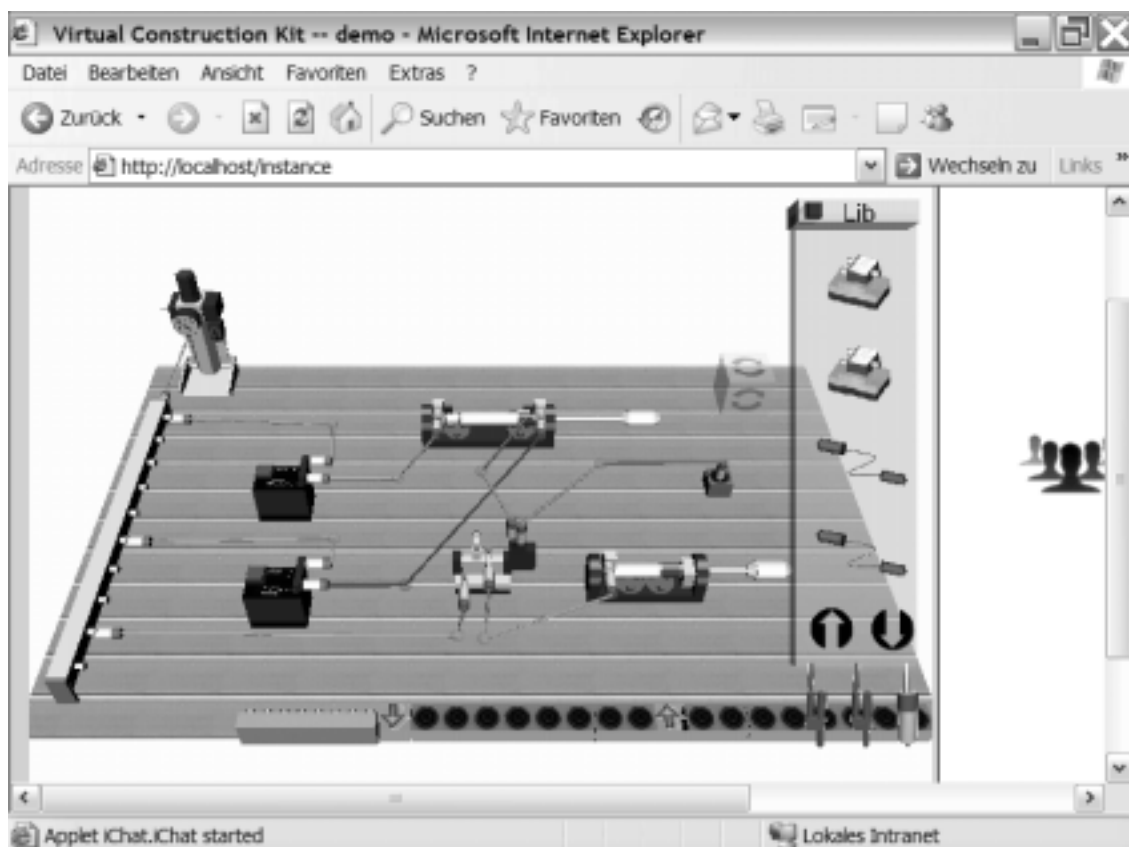 Virtual Construction Kit -- demo - Microsoft Internet Explorer
Datei Bearbeiten Ansicht Favoriten Extras ?
Zurück Suchen Favoriten
Adresse http://localhost/instance Wechseln zu Links »
Lib
Applet iChat.iChat started Lokales Intranet